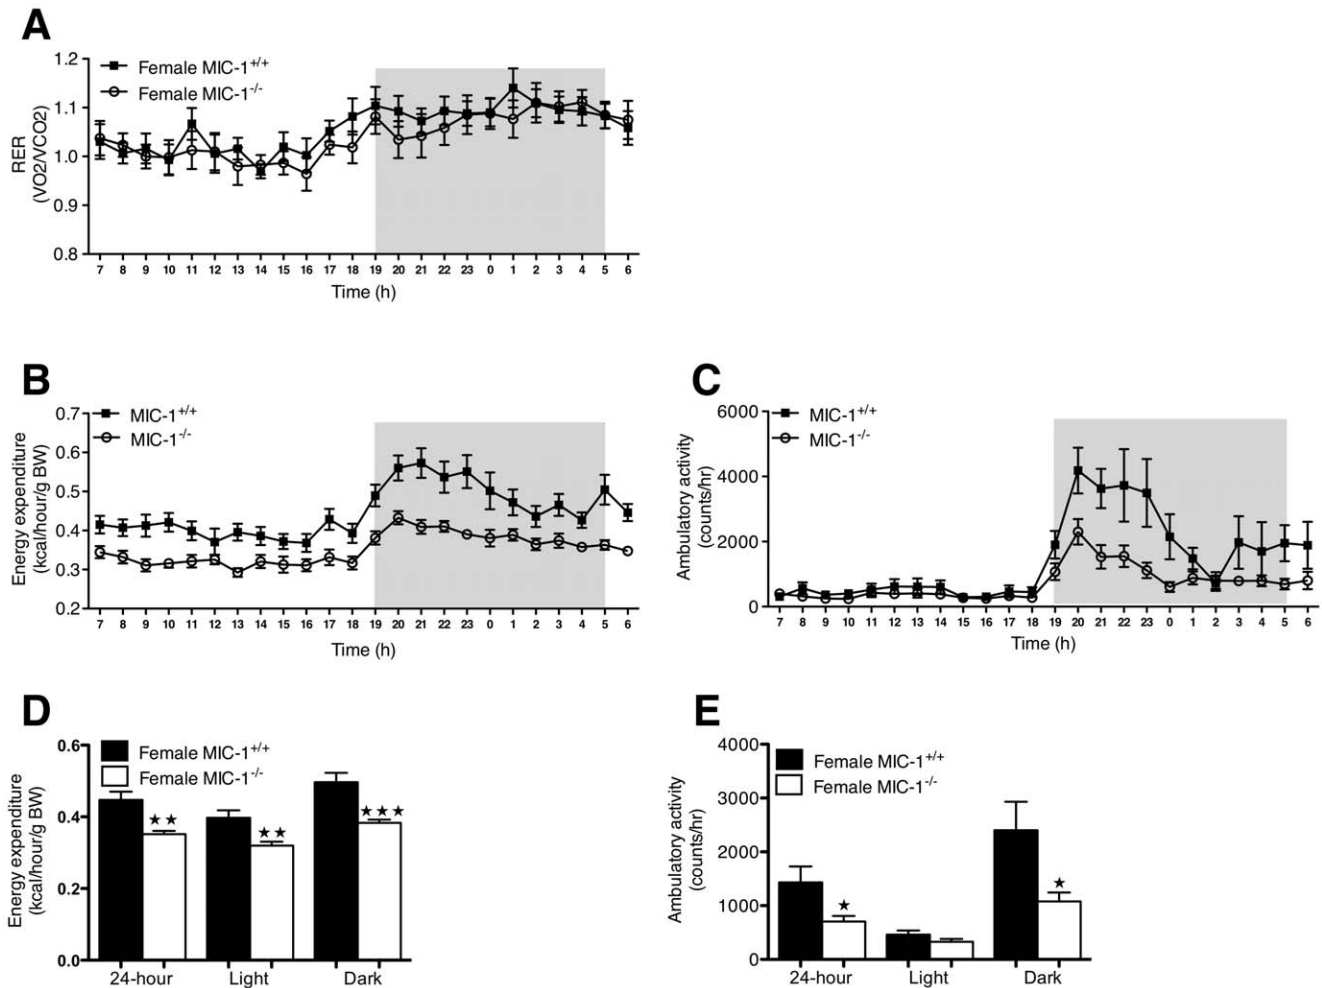 A
1.2
1.1
1.0
0.9
0.8
RER
(VO2/VCO2)
Female MIC-1+/+
Female MIC-1-/-
7 8 9 10 11 12 13 14 15 16 17 18 19 20 21 22 23 0 1 2 3 4 5 6
Time (h)
B
0.7
0.6
0.5
0.4
0.3
0.2
Energy expenditure
(kcal/hour/g BW)
MIC-1+/+
MIC-1-/-
7 8 9 10 11 12 13 14 15 16 17 18 19 20 21 22 23 0 1 2 3 4 5 6
Time (h)
C
6000
4000
2000
0
Ambulatory activity
(counts/hr)
MIC-1+/+
MIC-1-/-
7 8 9 10 11 12 13 14 15 16 17 18 19 20 21 22 23 0 1 2 3 4 5 6
Time (h)
D
0.6
0.4
0.2
0.0
Energy expenditure
(kcal/hour/g BW)
Female MIC-1+/+
Female MIC-1-/-
★★
★★
★★★
24-hour Light Dark
E
4000
3000
2000
1000
0
Ambulatory activity
(counts/hr)
Female MIC-1+/+
Female MIC-1-/-
★
★
24-hour Light Dark